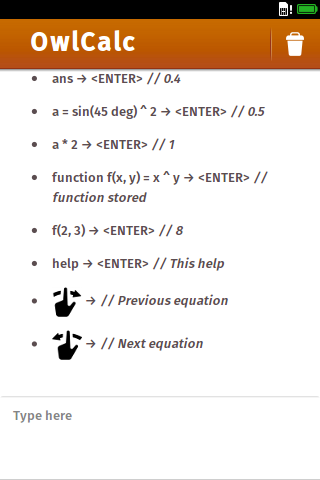 OwlCalc
• ans → <ENTER> // 0.4
• a = sin(45 deg) ^ 2 → <ENTER> // 0.5
• a * 2 → <ENTER> // 1
• function f(x, y) = x ^ y → <ENTER> //
function stored
• f(2, 3) → <ENTER> // 8
• help → <ENTER> // This help
• → // Previous equation
• → // Next equation
Type here